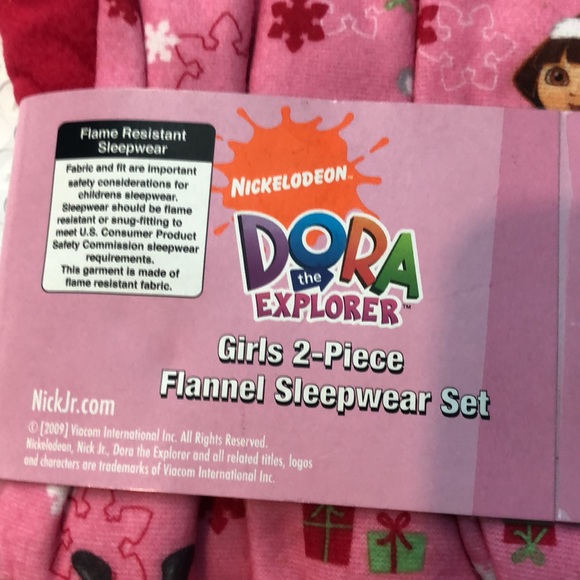 Flame Resistant
Sleepwear
Fabric and fit are important
safety considerations for
childrens sleepwear.
Sleepwear should be flame
resistant or snug-fitting to
meet U.S. Consumer Product
Safety Commission sleepwear
requirements.
This garment is made of
flame resistant fabric.
NICKELODEON™
DORA
the
EXPLORER™
Girls 2-Piece
Flannel Sleepwear Set
NickJr.com
© [2009] Viacom International Inc. All Rights Reserved.
Nickelodeon, Nick Jr., Dora the Explorer and all related titles, logos
and characters are trademarks of Viacom International Inc.